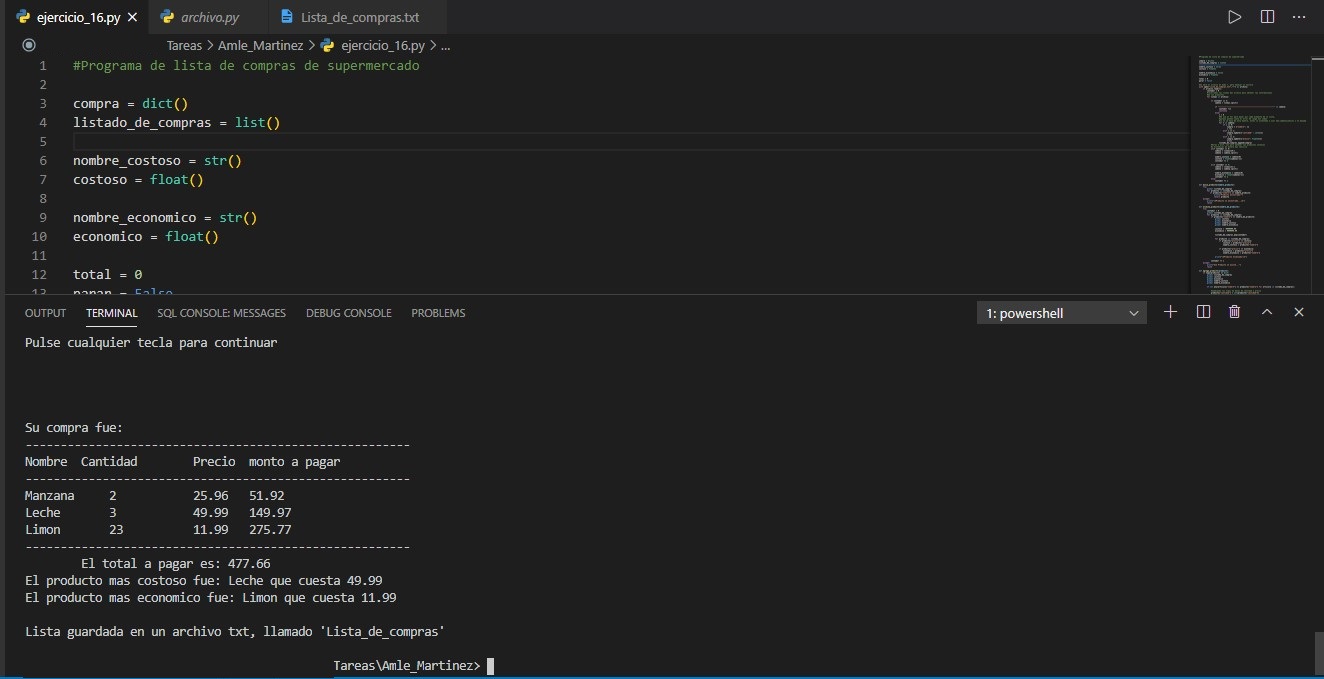 ejercicio_16.py archivo.py Lista_de_compras.txt
Tareas > Amle_Martinez > ejercicio_16.py > ...
1 #Programa de lista de compras de supermercado
2
3 compra = dict()
4 listado_de_compras = list()
5
6 nombre_costoso = str()
7 costoso = float()
8
9 nombre_economico = str()
10 economico = float()
11
12 total = 0
13 pagar = False
OUTPUT TERMINAL SQL CONSOLE: MESSAGES DEBUG CONSOLE PROBLEMS 1: powershell
Pulse cualquier tecla para continuar
Su compra fue:
-------------------------------------------------------
Nombre Cantidad Precio monto a pagar
-------------------------------------------------------
Manzana 2 25.96 51.92
Leche 3 49.99 149.97
Limon 23 11.99 275.77
-------------------------------------------------------
El total a pagar es: 477.66
El producto mas costoso fue: Leche que cuesta 49.99
El producto mas economico fue: Limon que cuesta 11.99
Lista guardada en un archivo txt, llamado 'Lista_de_compras'
Tareas\Amle_Martinez>